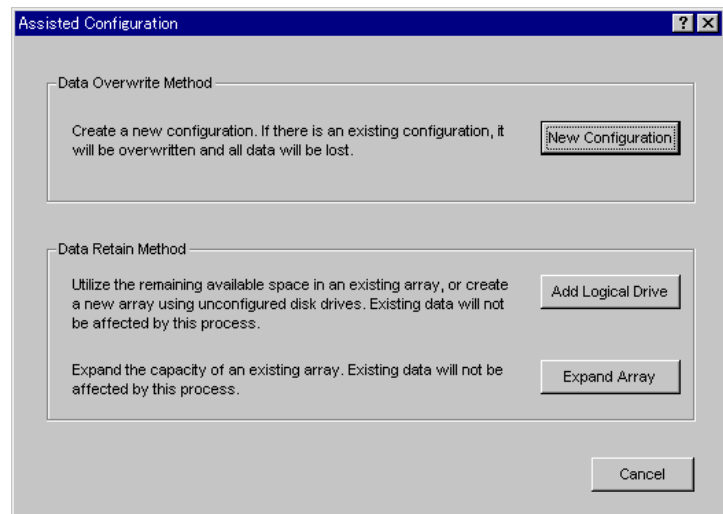 Assisted Configuration
Data Overwrite Method
Create a new configuration. If there is an existing configuration, it
will be overwritten and all data will be lost.
New Configuration
Data Retain Method
Utilize the remaining available space in an existing array, or create
a new array using unconfigured disk drives. Existing data will not
be affected by this process.
Add Logical Drive
Expand the capacity of an existing array. Existing data will not be
affected by this process.
Expand Array
Cancel